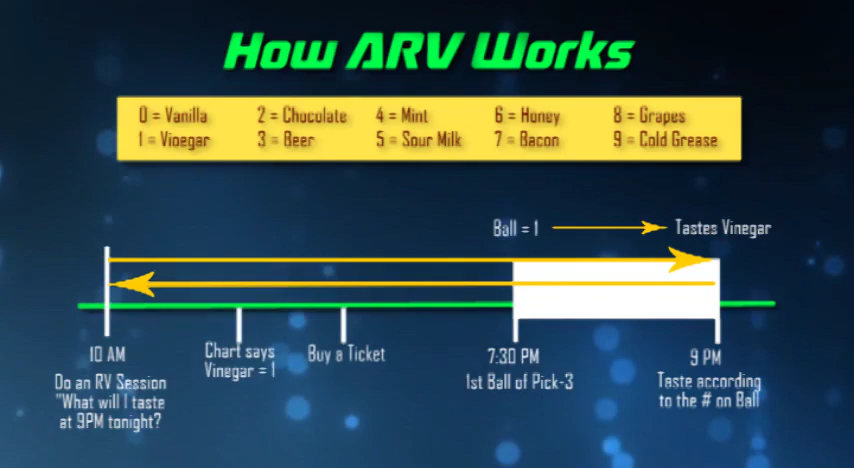 How ARV Works
0 = Vanilla 2 = Chocolate 4 = Mint 6 = Honey 8 = Grapes
1 = Vinegar 3 = Beer 5 = Sour Milk 7 = Bacon 9 = Cold Grease
Ball = 1 Tastes Vinegar
10 AM
Do an RV Session
"What will I taste
at 9PM tonight?
Chart says
Vinegar = 1
Buy a Ticket
7:30 PM
1st Ball of Pick-3
9 PM
Taste according
to the # on Ball